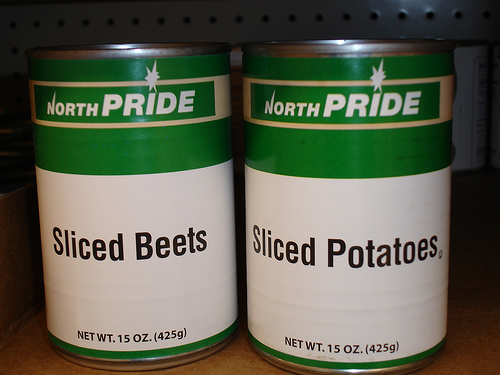 NORTH PRIDE
Sliced Beets
NET WT. 15 OZ. (425g)
NORTH PRIDE
Sliced Potatoes
NET WT. 15 OZ. (425g)